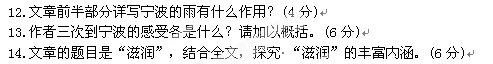 12.文章前半部分详写宁波的雨有什么作用？(4分)
13.作者三次到宁波的感受各是什么？请加以概括。(6分)
14.文章的题目是“滋润”，结合全文，探究“滋润”的丰富内涵。(6分)